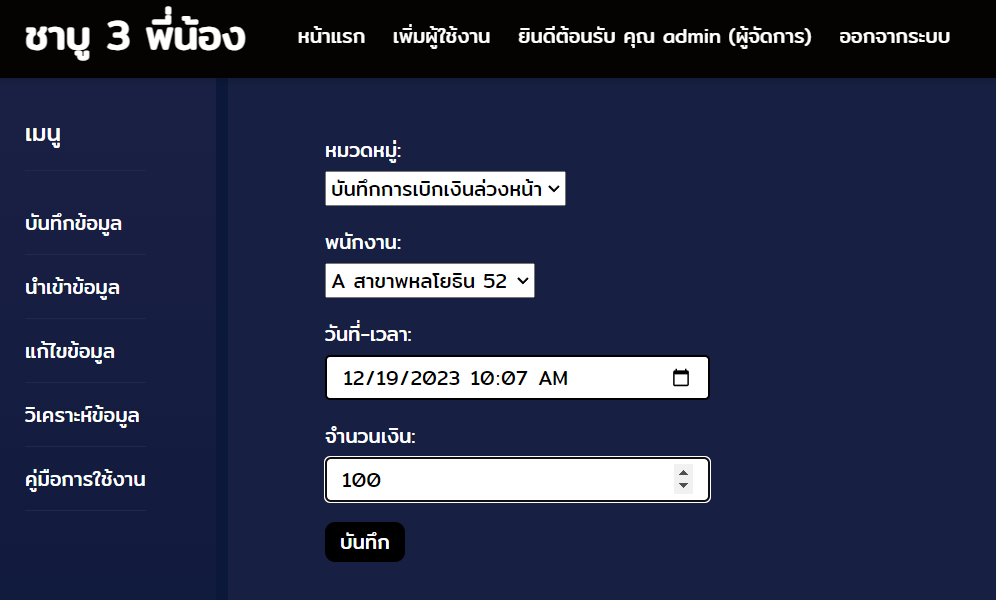 ชาบู 3 พี่น้อง หน้าแรก เพิ่มผู้ใช้งาน ยินดีต้อนรับ คุณ admin (ผู้จัดการ) ออกจากระบบ
เมนู
บันทึกข้อมูล
นำเข้าข้อมูล
แก้ไขข้อมูล
วิเคราะห์ข้อมูล
คู่มือการใช้งาน
หมวดหมู่:
บันทึกการเบิกเงินล่วงหน้า
พนักงาน:
A สาขาพหลโยธิน 52
วันที่-เวลา:
12/19/2023 10:07 AM
จำนวนเงิน:
100
บันทึก